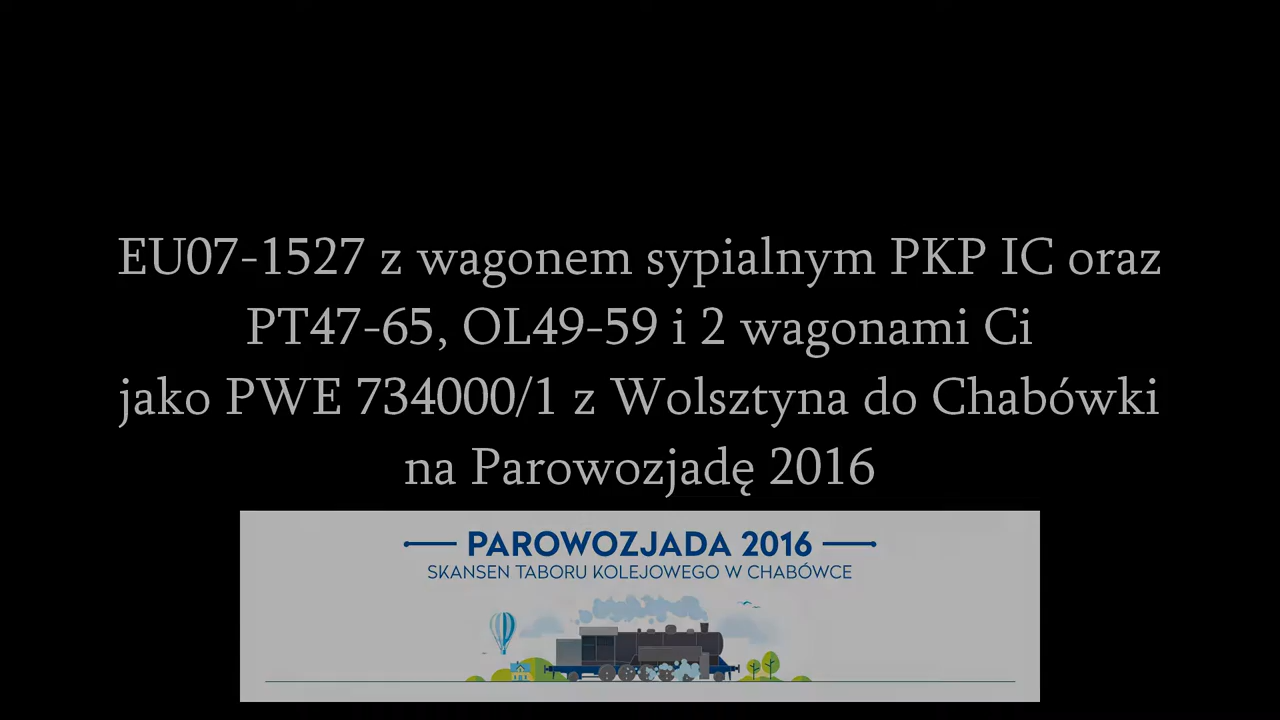 EU07-1527 z wagonem sypialnym PKP IC oraz
PT47-65, OL49-59 i 2 wagonami Ci
jako PWE 734000/1 z Wolsztyna do Chabówki
na Parowozjadę 2016
PAROWOZJADA 2016
SKANSEN TABORU KOLEJOWEGO W CHABÓWCE